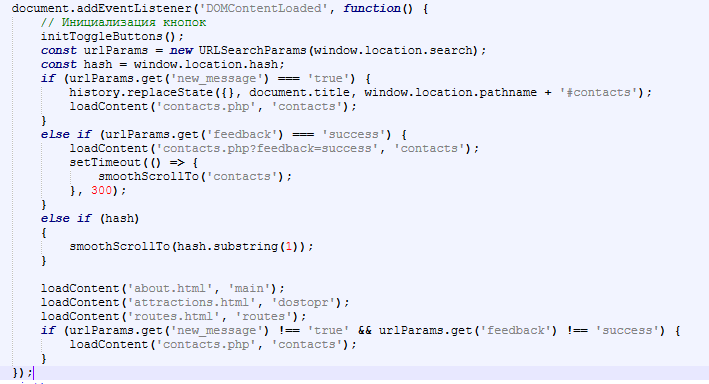 document.addEventListener('DOMContentLoaded', function() {
    // Инициализация кнопок
    initToggleButtons();
    const urlParams = new URLSearchParams(window.location.search);
    const hash = window.location.hash;
    if (urlParams.get('new_message') === 'true') {
        history.replaceState({}, document.title, window.location.pathname + '#contacts');
        loadContent('contacts.php', 'contacts');
    }
    else if (urlParams.get('feedback') === 'success') {
        loadContent('contacts.php?feedback=success', 'contacts');
        setTimeout(() => {
            smoothScrollTo('contacts');
        }, 300);
    }
    else if (hash)
    {
        smoothScrollTo(hash.substring(1));
    }

    loadContent('about.html', 'main');
    loadContent('attractions.html', 'dostopr');
    loadContent('routes.html', 'routes');
    if (urlParams.get('new_message') !== 'true' && urlParams.get('feedback') !== 'success') {
        loadContent('contacts.php', 'contacts');
    }
});